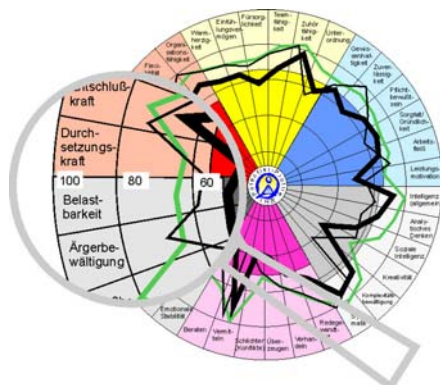 Warm-
herzig-
keit
Einfüh-
lungsver-
mögen
Fürsorg-
lichkeit
Team-
fähig-
keit
Zuhör-
fähig-
keit
Unter-
ordnung
Organi-
sations-
fähigkeit
Gewis-
senhaf-
tigkeit
Zuver-
lässig-
keit
Pflicht-
bewußt-
sein
Sorgfalt/
Gründlich-
keit
Arbeits-
fleiß
Leistungs-
motivation
Intelligenz
(allgemein)
Analy-
tisches
Denken
Soziale
Intelligenz
Kreativität
Komplexitäts-
bewältigung
Entschluß-
kraft
Durch-
setzungs-
kraft
100
80
60
Belast-
barkeit
Ärgerbe-
wältigung
Emotionale
Stabilität
Beraten
Vermit-
teln
Schlichten
(Konflikte)
Über-
zeugen
Verhan-
deln